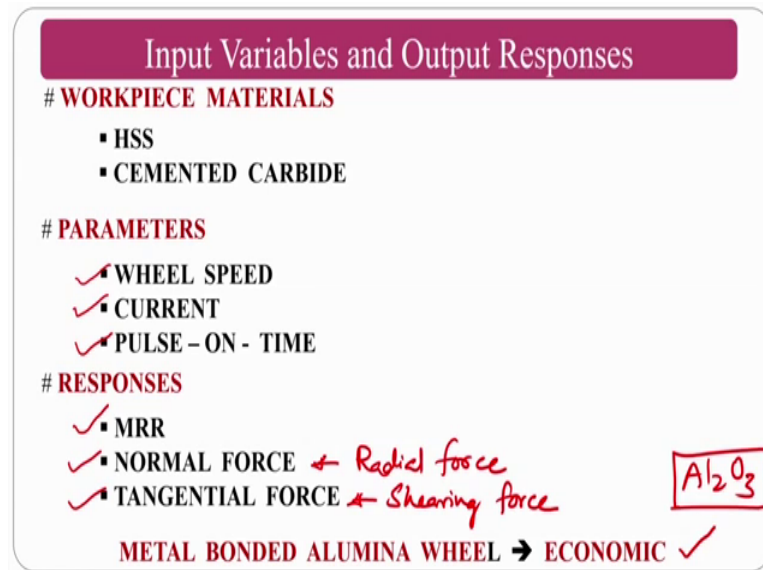 Input Variables and Output Responses
# WORKPIECE MATERIALS
▪ HSS
▪ CEMENTED CARBIDE
# PARAMETERS
▪ WHEEL SPEED
▪ CURRENT
▪ PULSE – ON - TIME
# RESPONSES
▪ MRR
▪ NORMAL FORCE ← Radial force
▪ TANGENTIAL FORCE ← Shearing force
Al2O3
METAL BONDED ALUMINA WHEEL ➔ ECONOMIC ✓